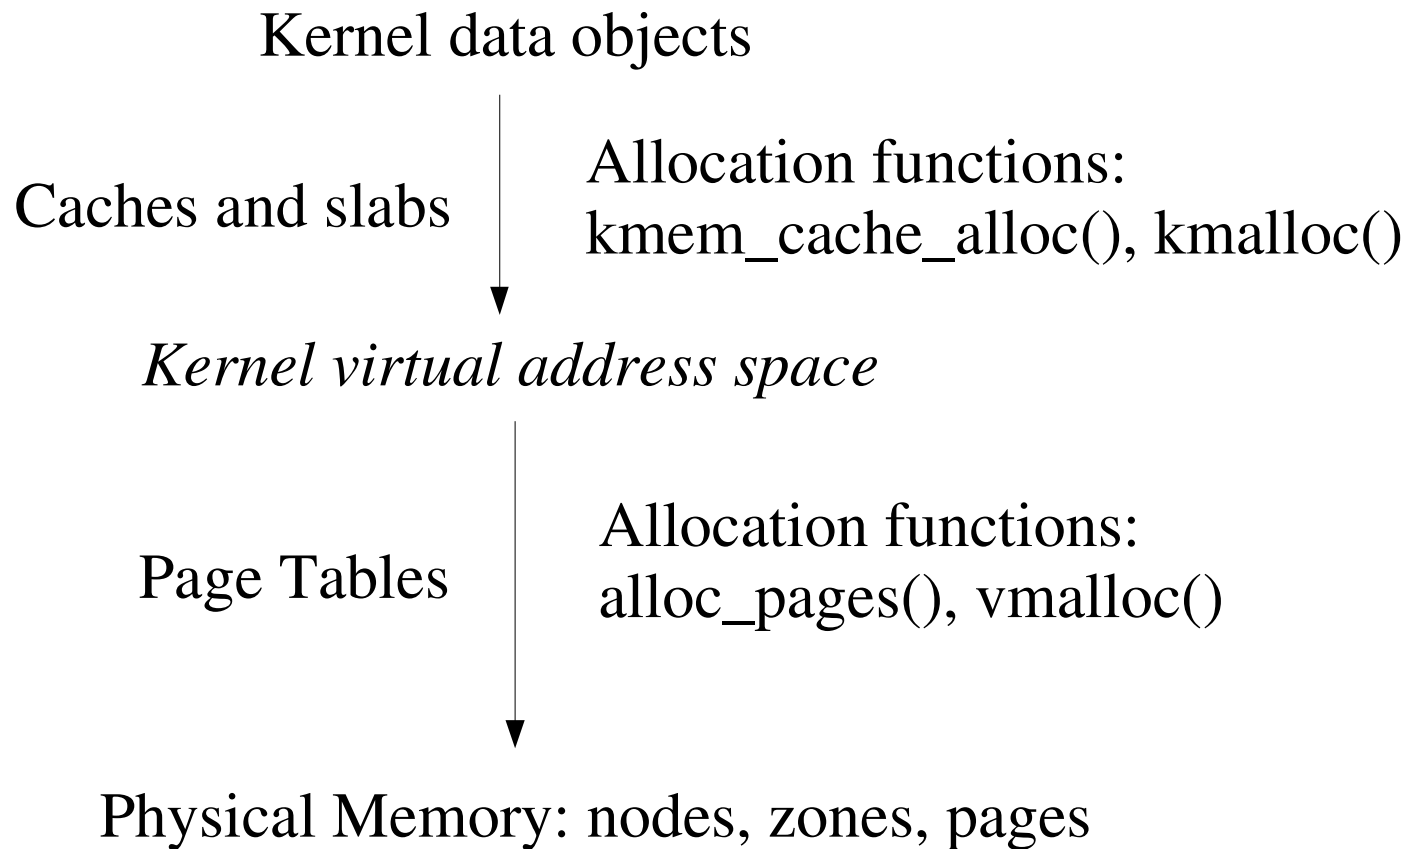 Kernel data objects
Caches and slabs
Allocation functions:
kmem_cache_alloc(), kmalloc()
Kernel virtual address space
Page Tables
Allocation functions:
alloc_pages(), vmalloc()
Physical Memory: nodes, zones, pages